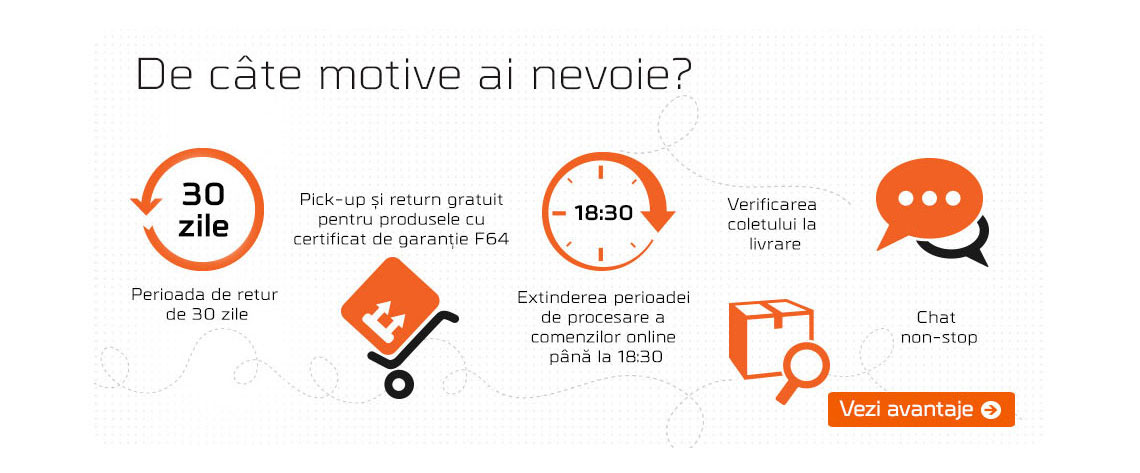 De câte motive ai nevoie?
30
zile
Perioada de retur
de 30 zile
Pick-up și return gratuit
pentru produsele cu
certificat de garanție F64
18:30
Extinderea perioadei
de procesare a
comenzilor online
până la 18:30
Verificarea
coletului la
livrare
Chat
non-stop
Vezi avantaje